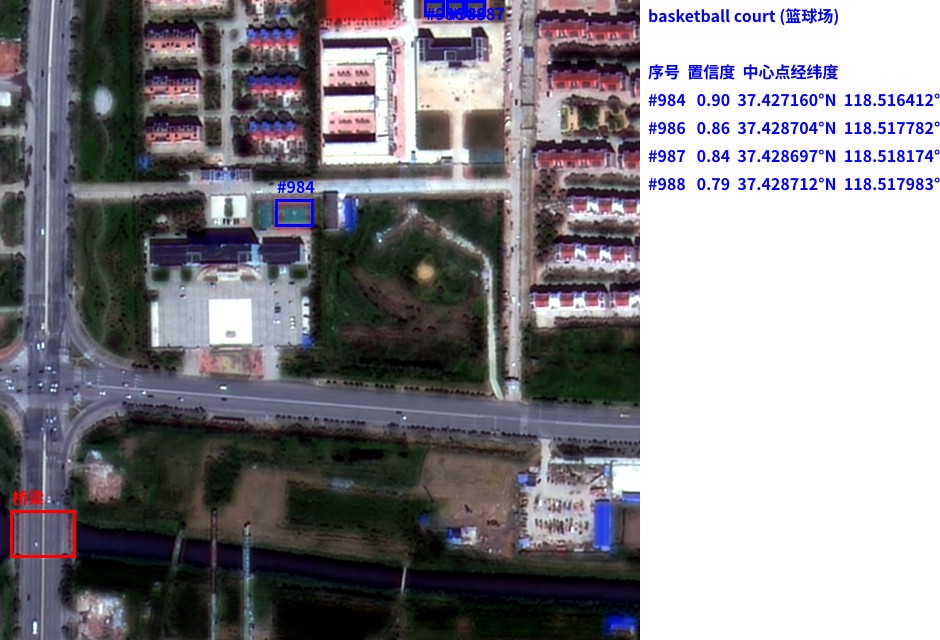 basketball court (篮球场)
序号 置信度 中心点经纬度
#984 0.90 37.427160°N 118.516412°
#986 0.86 37.428704°N 118.517782°
#987 0.84 37.428697°N 118.518174°
#988 0.79 37.428712°N 118.517983°
#984
桥梁